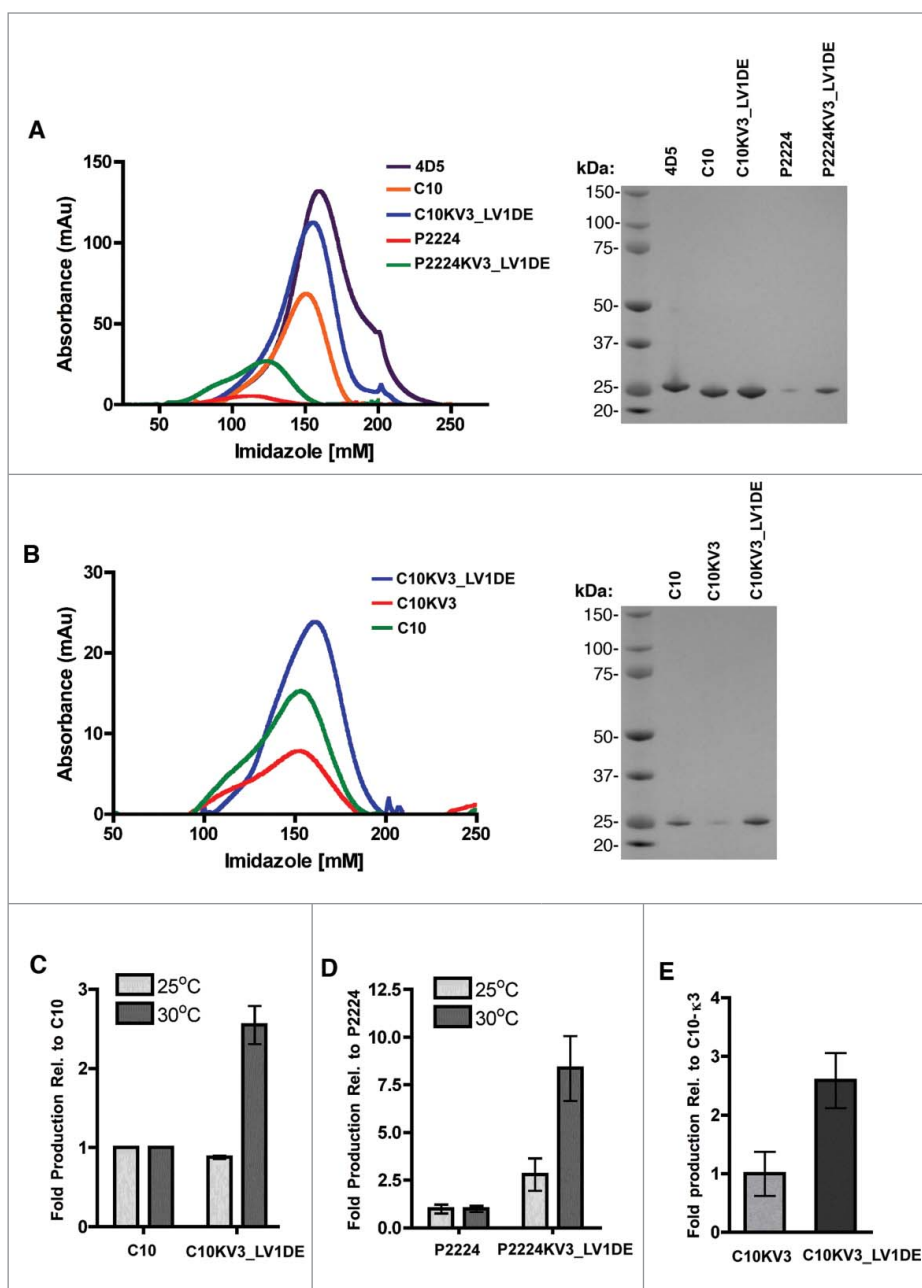 A
150
100
50
0
Absorbance (mAu)
50
100
150
200
250
Imidazole [mM]
4D5
C10
C10KV3_LV1DE
P2224
P2224KV3_LV1DE
kDa:
4D5
C10
C10KV3_LV1DE
P2224
P2224KV3_LV1DE
150-
100-
75-
50-
37-
25-
20-
B
30
20
10
0
Absorbance (mAu)
50
100
150
200
250
Imidazole [mM]
C10KV3_LV1DE
C10KV3
C10
kDa:
C10
C10KV3
C10KV3_LV1DE
150-
100-
75-
50-
37-
25-
20-
C
Fold Production Rel. to C10
3
2
1
0
25°C
30°C
C10
C10KV3_LV1DE
D
Fold Production Rel. to P2224
12.5
10.0
7.5
5.0
2.5
0.0
25°C
30°C
P2224
P2224KV3_LV1DE
E
Fold production Rel. to C10-κ3
4
3
2
1
0
C10KV3
C10KV3_LV1DE